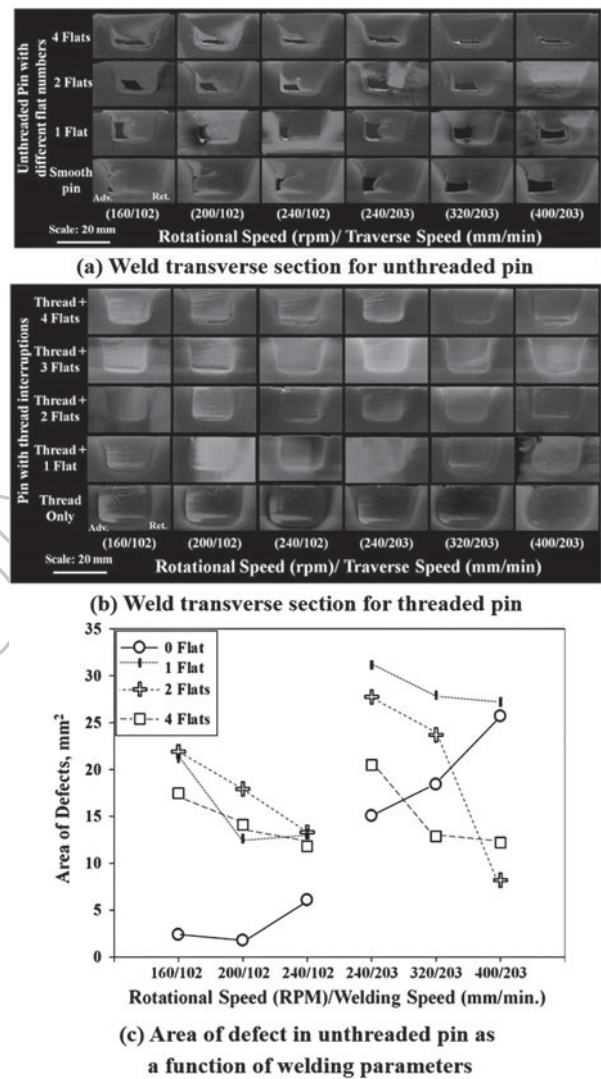 Unthreaded Pin with
different flat numbers
4 Flats
2 Flats
1 Flat
Smooth
pin
Adv.
Ret.
(160/102) (200/102) (240/102) (240/203) (320/203) (400/203)
Scale: 20 mm
Rotational Speed (rpm)/ Traverse Speed (mm/min)
(a) Weld transverse section for unthreaded pin
Pin with thread interruptions
Thread +
4 Flats
Thread +
3 Flats
Thread +
2 Flats
Thread +
1 Flat
Thread
Only
Adv.
Ret.
(160/102) (200/102) (240/102) (240/203) (320/203) (400/203)
Scale: 20 mm
Rotational Speed (rpm)/ Traverse Speed (mm/min)
(b) Weld transverse section for threaded pin
35
30
25
20
15
10
5
0
Area of Defects, mm²
0 Flat
1 Flat
2 Flats
4 Flats
160/102 200/102 240/102 240/203 320/203 400/203
Rotational Speed (RPM)/Welding Speed (mm/min.)
(c) Area of defect in unthreaded pin as
a function of welding parameters